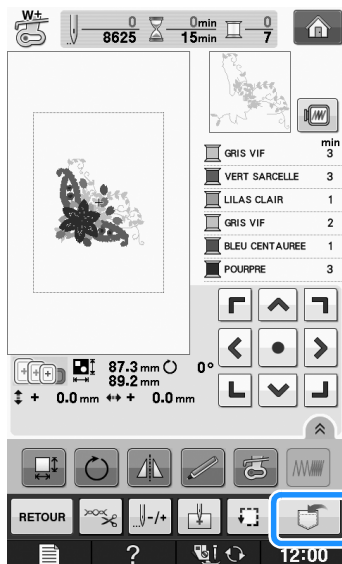 W+
0 0min 0
8625 15min 7
min
GRIS VIF 3
VERT SARCELLE 3
LILAS CLAIR 1
GRIS VIF 2
BLEU CENTAUREE 1
POURPRE 3
87.3 mm 0°
89.2 mm
+ 0.0 mm + 0.0 mm
RETOUR -/+
? 12:00